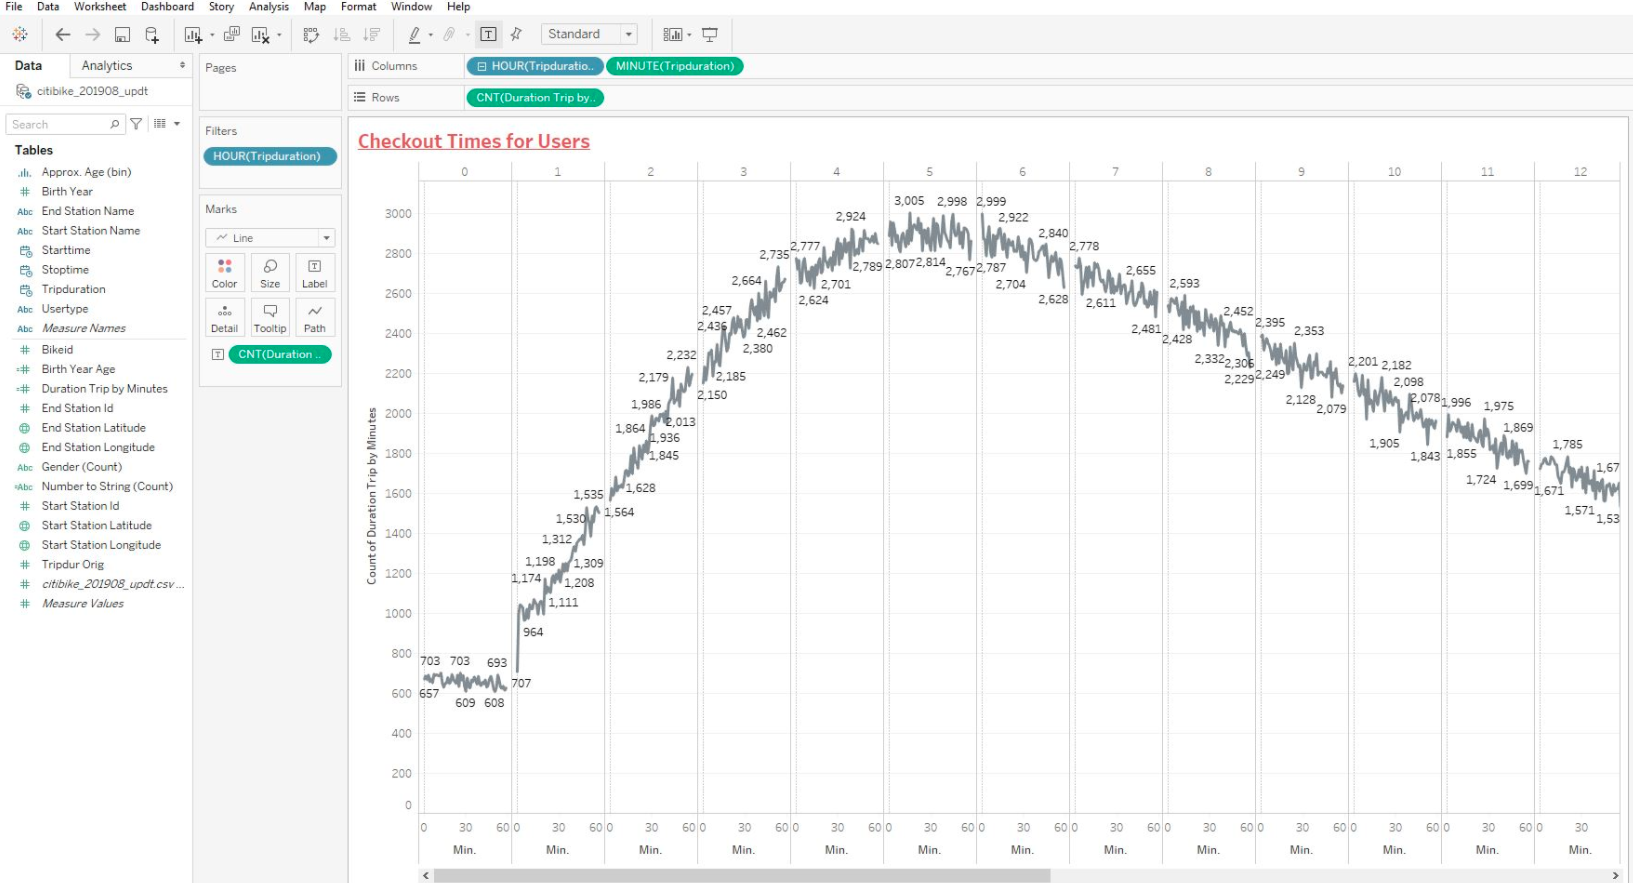 File Data Worksheet Dashboard Story Analysis Map Format Window Help
Standard
Data Analytics
citibike_201908_updt
Search
Tables
Approx. Age (bin)
Birth Year
Abc End Station Name
Abc Start Station Name
Starttime
Stoptime
Tripduration
Abc Usertype
Abc Measure Names
Bikeid
Birth Year Age
Duration Trip by Minutes
End Station Id
End Station Latitude
End Station Longitude
Abc Gender (Count)
Abc Number to String (Count)
Start Station Id
Start Station Latitude
Start Station Longitude
Tripdur Orig
citibike_201908_updt.csv ...
Measure Values
Pages
Filters
HOUR(Tripduration)
Marks
Line
Color Size Label
Detail Tooltip Path
CNT(Duration ..
Columns HOUR(Tripduratio.. MINUTE(Tripduration)
Rows CNT(Duration Trip by..
Checkout Times for Users
0 1 2 3 4 5 6 7 8 9 10 11 12
Count of Duration Trip by Minutes
3000
2800
2600
2400
2200
2000
1800
1600
1400
1200
1000
800
600
400
200
0
703 703 693
657 609 608
707
964
1,174 1,198 1,312 1,530 1,535
1,111 1,208 1,309
1,564 1,628 1,845 1,936 2,013
1,864 1,986 2,179 2,232
2,150 2,185 2,380 2,462
2,436 2,457 2,664 2,735
2,777 2,924
2,624 2,701 2,789
3,005 2,998
2,807 2,814 2,767
2,999 2,922 2,840
2,787 2,704 2,628
2,778 2,655
2,611 2,481
2,593 2,452
2,428 2,332 2,306 2,229
2,395 2,353
2,249 2,128 2,079
2,201 2,182 2,098 2,078
1,905 1,843
1,996 1,975 1,869
1,855 1,724 1,699
1,785 1,67
1,671 1,571 1,53
0 30 60 0 30 60 0 30 60 0 30 60 0 30 60 0 30 60 0 30 60 0 30 60 0 30 60 0 30 60 0 30 60 0 30 60 0 30
Min. Min. Min. Min. Min. Min. Min. Min. Min. Min. Min. Min. Min.